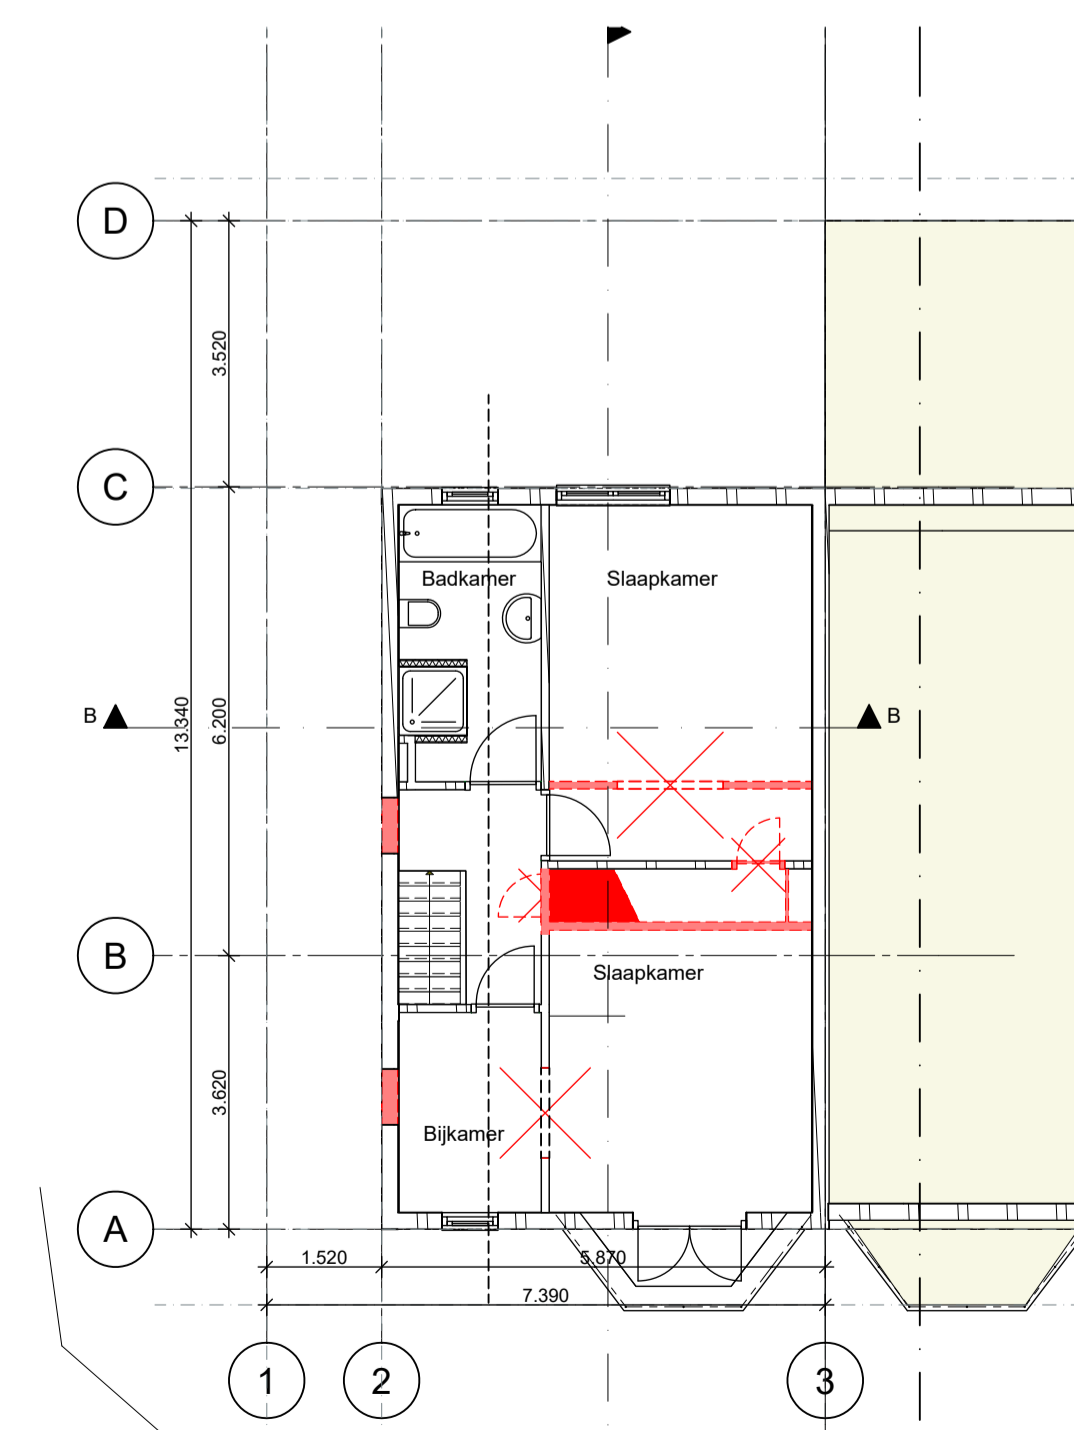 D
3.520
C
Badkamer
Slaapkamer
B
B
13.340
6.200
B
Slaapkamer
3.620
Bijkamer
A
1.520
5.870
7.390
1
2
3